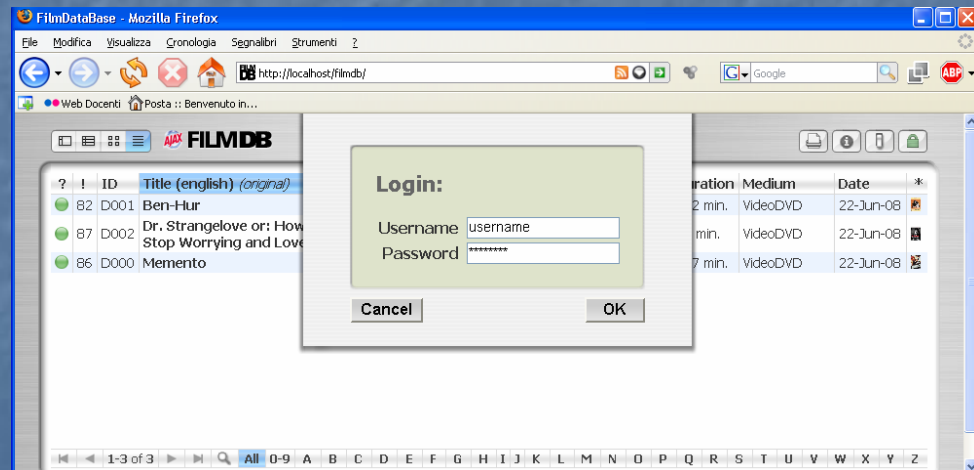 FilmDataBase - Mozilla Firefox
File Modifica Visualizza Cronologia Segnalibri Strumenti ?
http://localhost/filmdb/ G Google ABP
Web Docenti Posta :: Benvenuto in...
AJAX FILMDB
Login:
Username username
Password ********
Cancel OK
? ! ID Title (english) (original) uration Medium Date *
82 D001 Ben-Hur 2 min. VideoDVD 22-Jun-08
87 D002 Dr. Strangelove or: How min. VideoDVD 22-Jun-08
Stop Worrying and Love
86 D000 Memento 7 min. VideoDVD 22-Jun-08
1-3 of 3 All 0-9 A B C D E F G H I J K L M N O P Q R S T U V W X Y Z